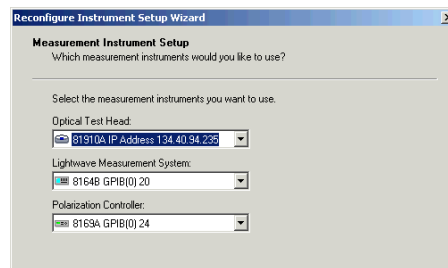 Reconfigure Instrument Setup Wizard
Measurement Instrument Setup
Which measurement instruments would you like to use?
Select the measurement instruments you want to use.
Optical Test Head:
81910A IP Address 134.40.94.235
Lightwave Measurement System:
8164B GPIB(0) 20
Polarization Controller:
8169A GPIB(0) 24